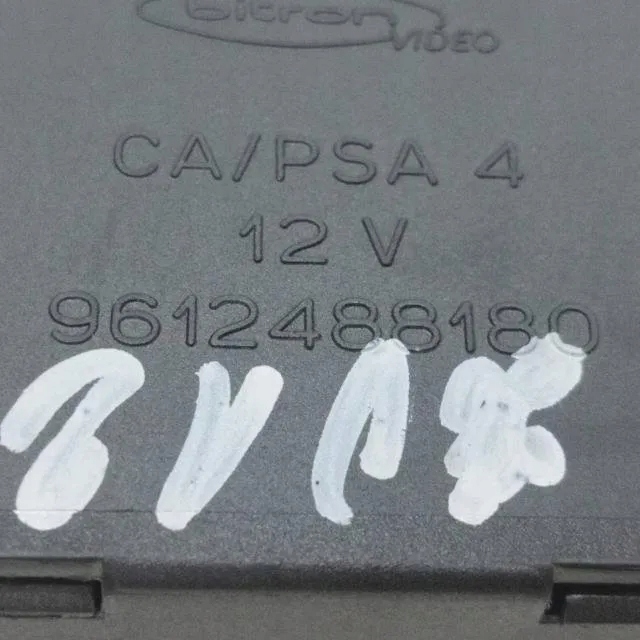 bitron
VIDEO
CA/PSA 4
12 V
9612488180